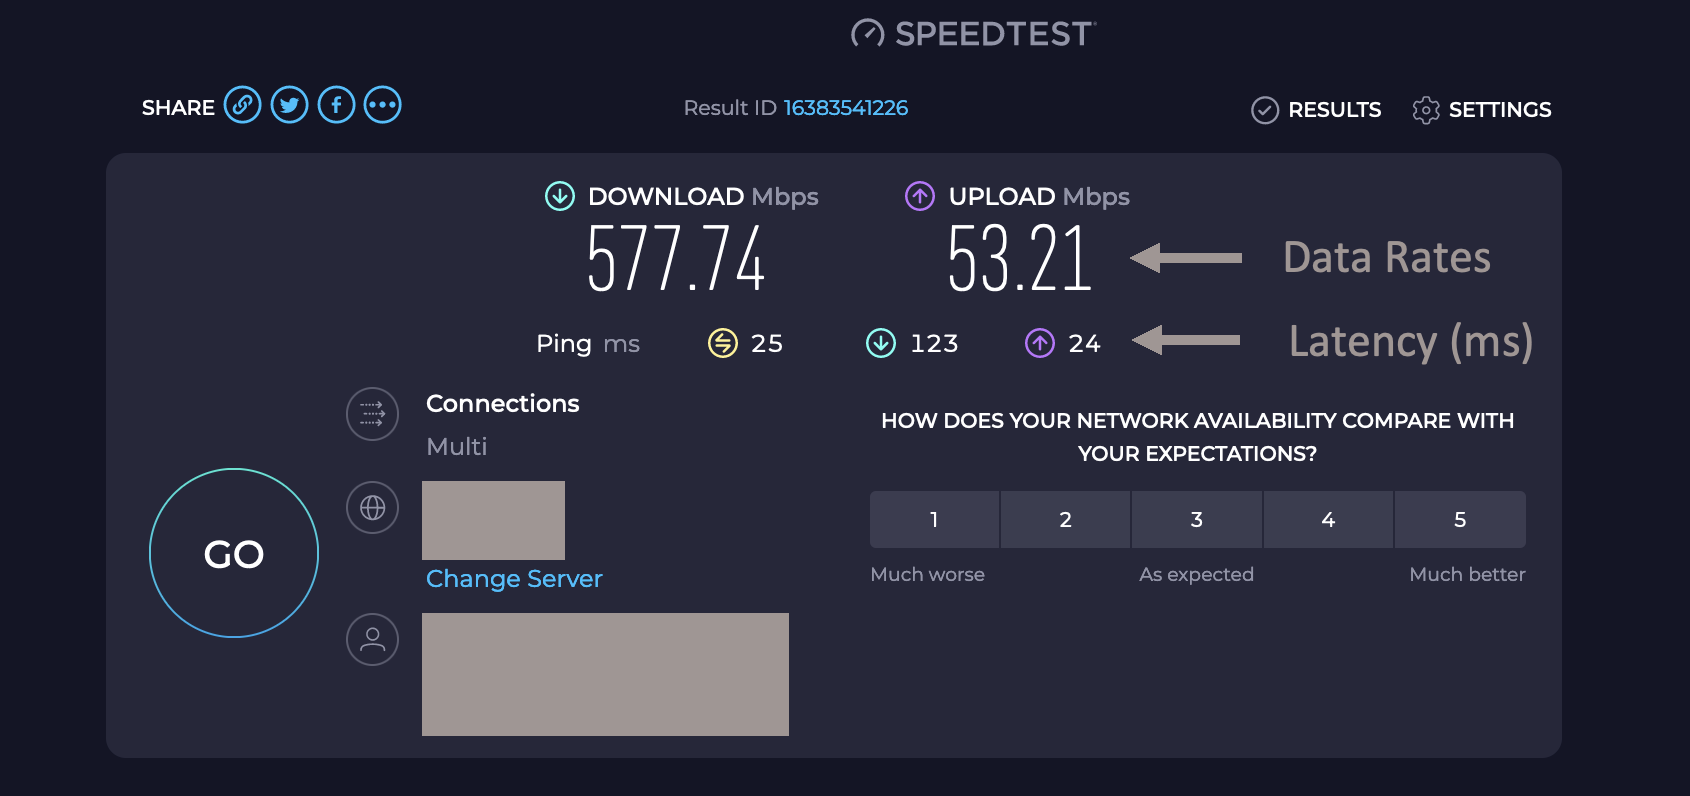 SPEEDTEST
SHARE
Result ID 16383541226
RESULTS
SETTINGS
DOWNLOAD Mbps
577.74
UPLOAD Mbps
53.21
Data Rates
Ping ms
25
123
24
Latency (ms)
Connections
Multi
Change Server
GO
HOW DOES YOUR NETWORK AVAILABILITY COMPARE WITH
YOUR EXPECTATIONS?
1 2 3 4 5
Much worse As expected Much better